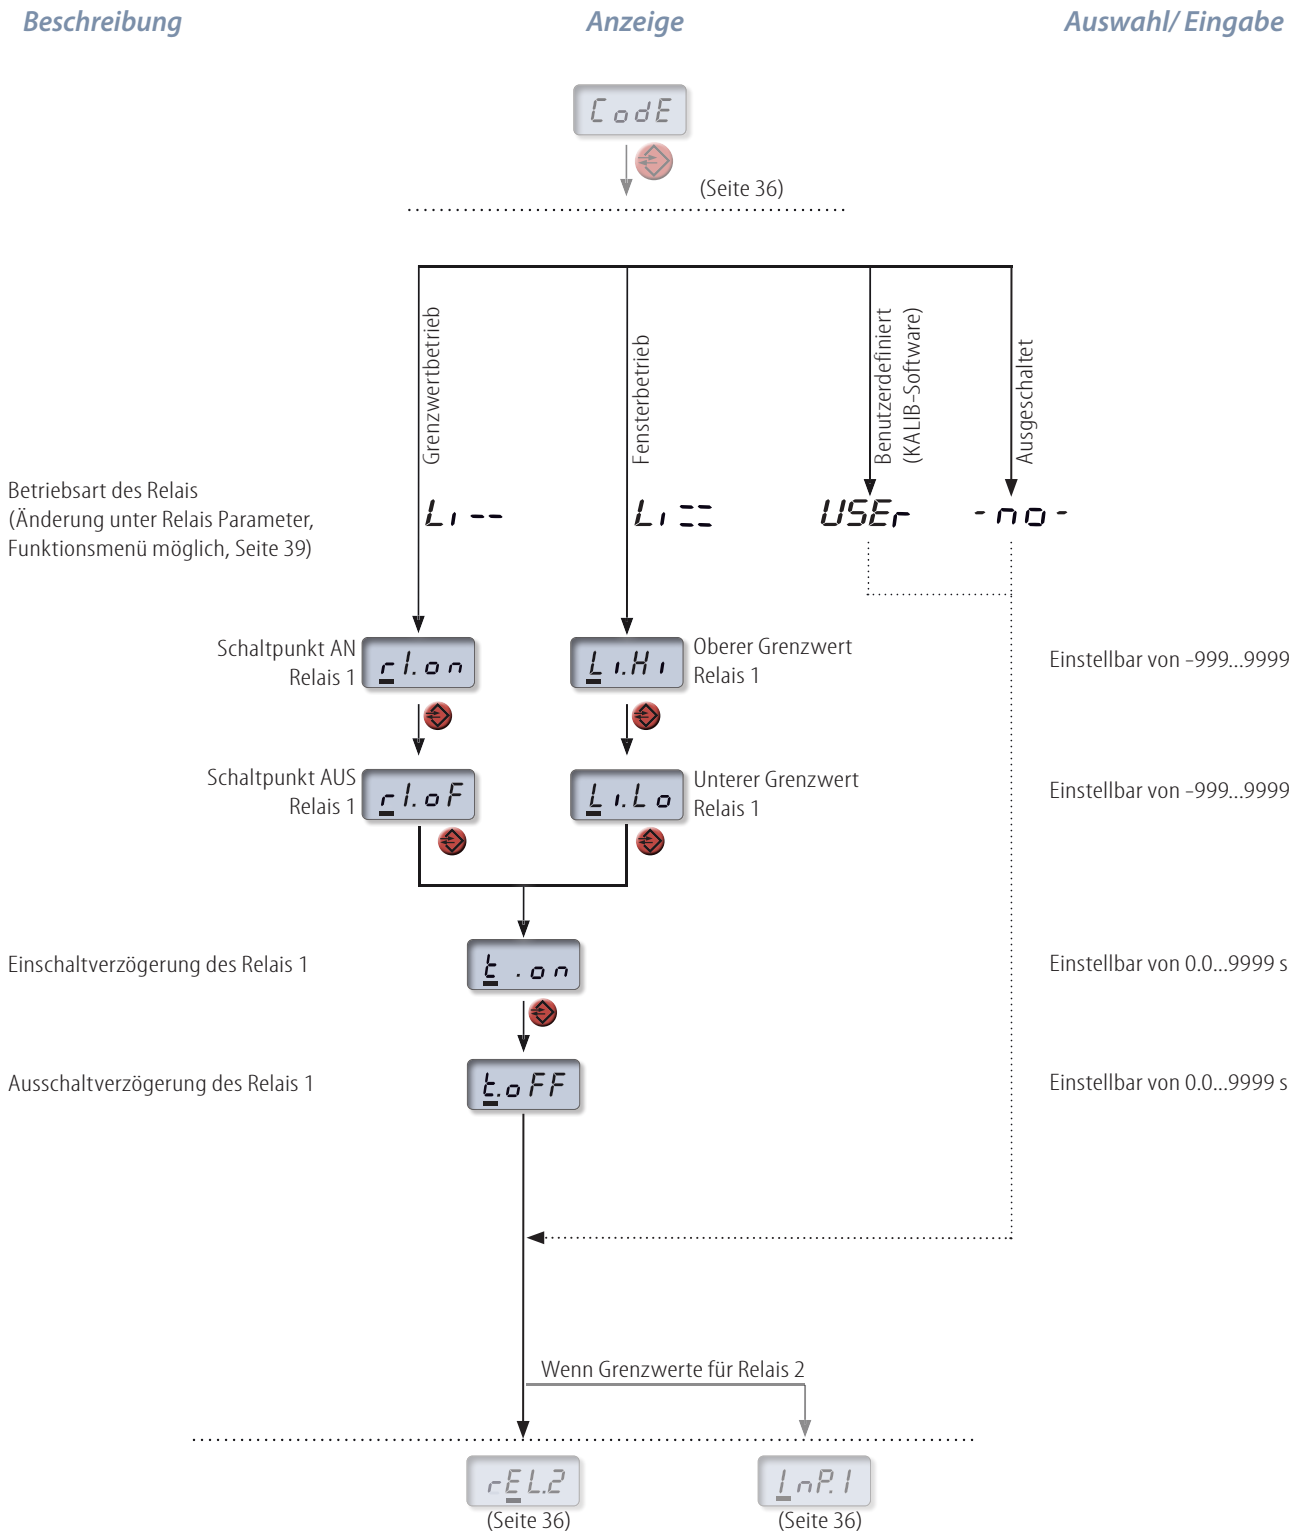 Beschreibung
Anzeige
Auswahl/ Eingabe
CodE
(Seite 36)
Grenzwertbetrieb
Fensterbetrieb
Benutzerdefiniert
(KALIB-Software)
Ausgeschaltet
Betriebsart des Relais
(Änderung unter Relais Parameter,
Funktionsmenü möglich, Seite 39)
Li --
Li ::
USEr
-no-
Schaltpunkt AN
Relais 1
r1.on
Li.Hi
Oberer Grenzwert
Relais 1
Einstellbar von -999...9999
Schaltpunkt AUS
Relais 1
r1.oF
Li.Lo
Unterer Grenzwert
Relais 1
Einstellbar von -999...9999
Einschaltverzögerung des Relais 1
t .on
Einstellbar von 0.0...9999 s
Ausschaltverzögerung des Relais 1
t.oFF
Einstellbar von 0.0...9999 s
Wenn Grenzwerte für Relais 2
rEL.2
InP.1
(Seite 36)
(Seite 36)